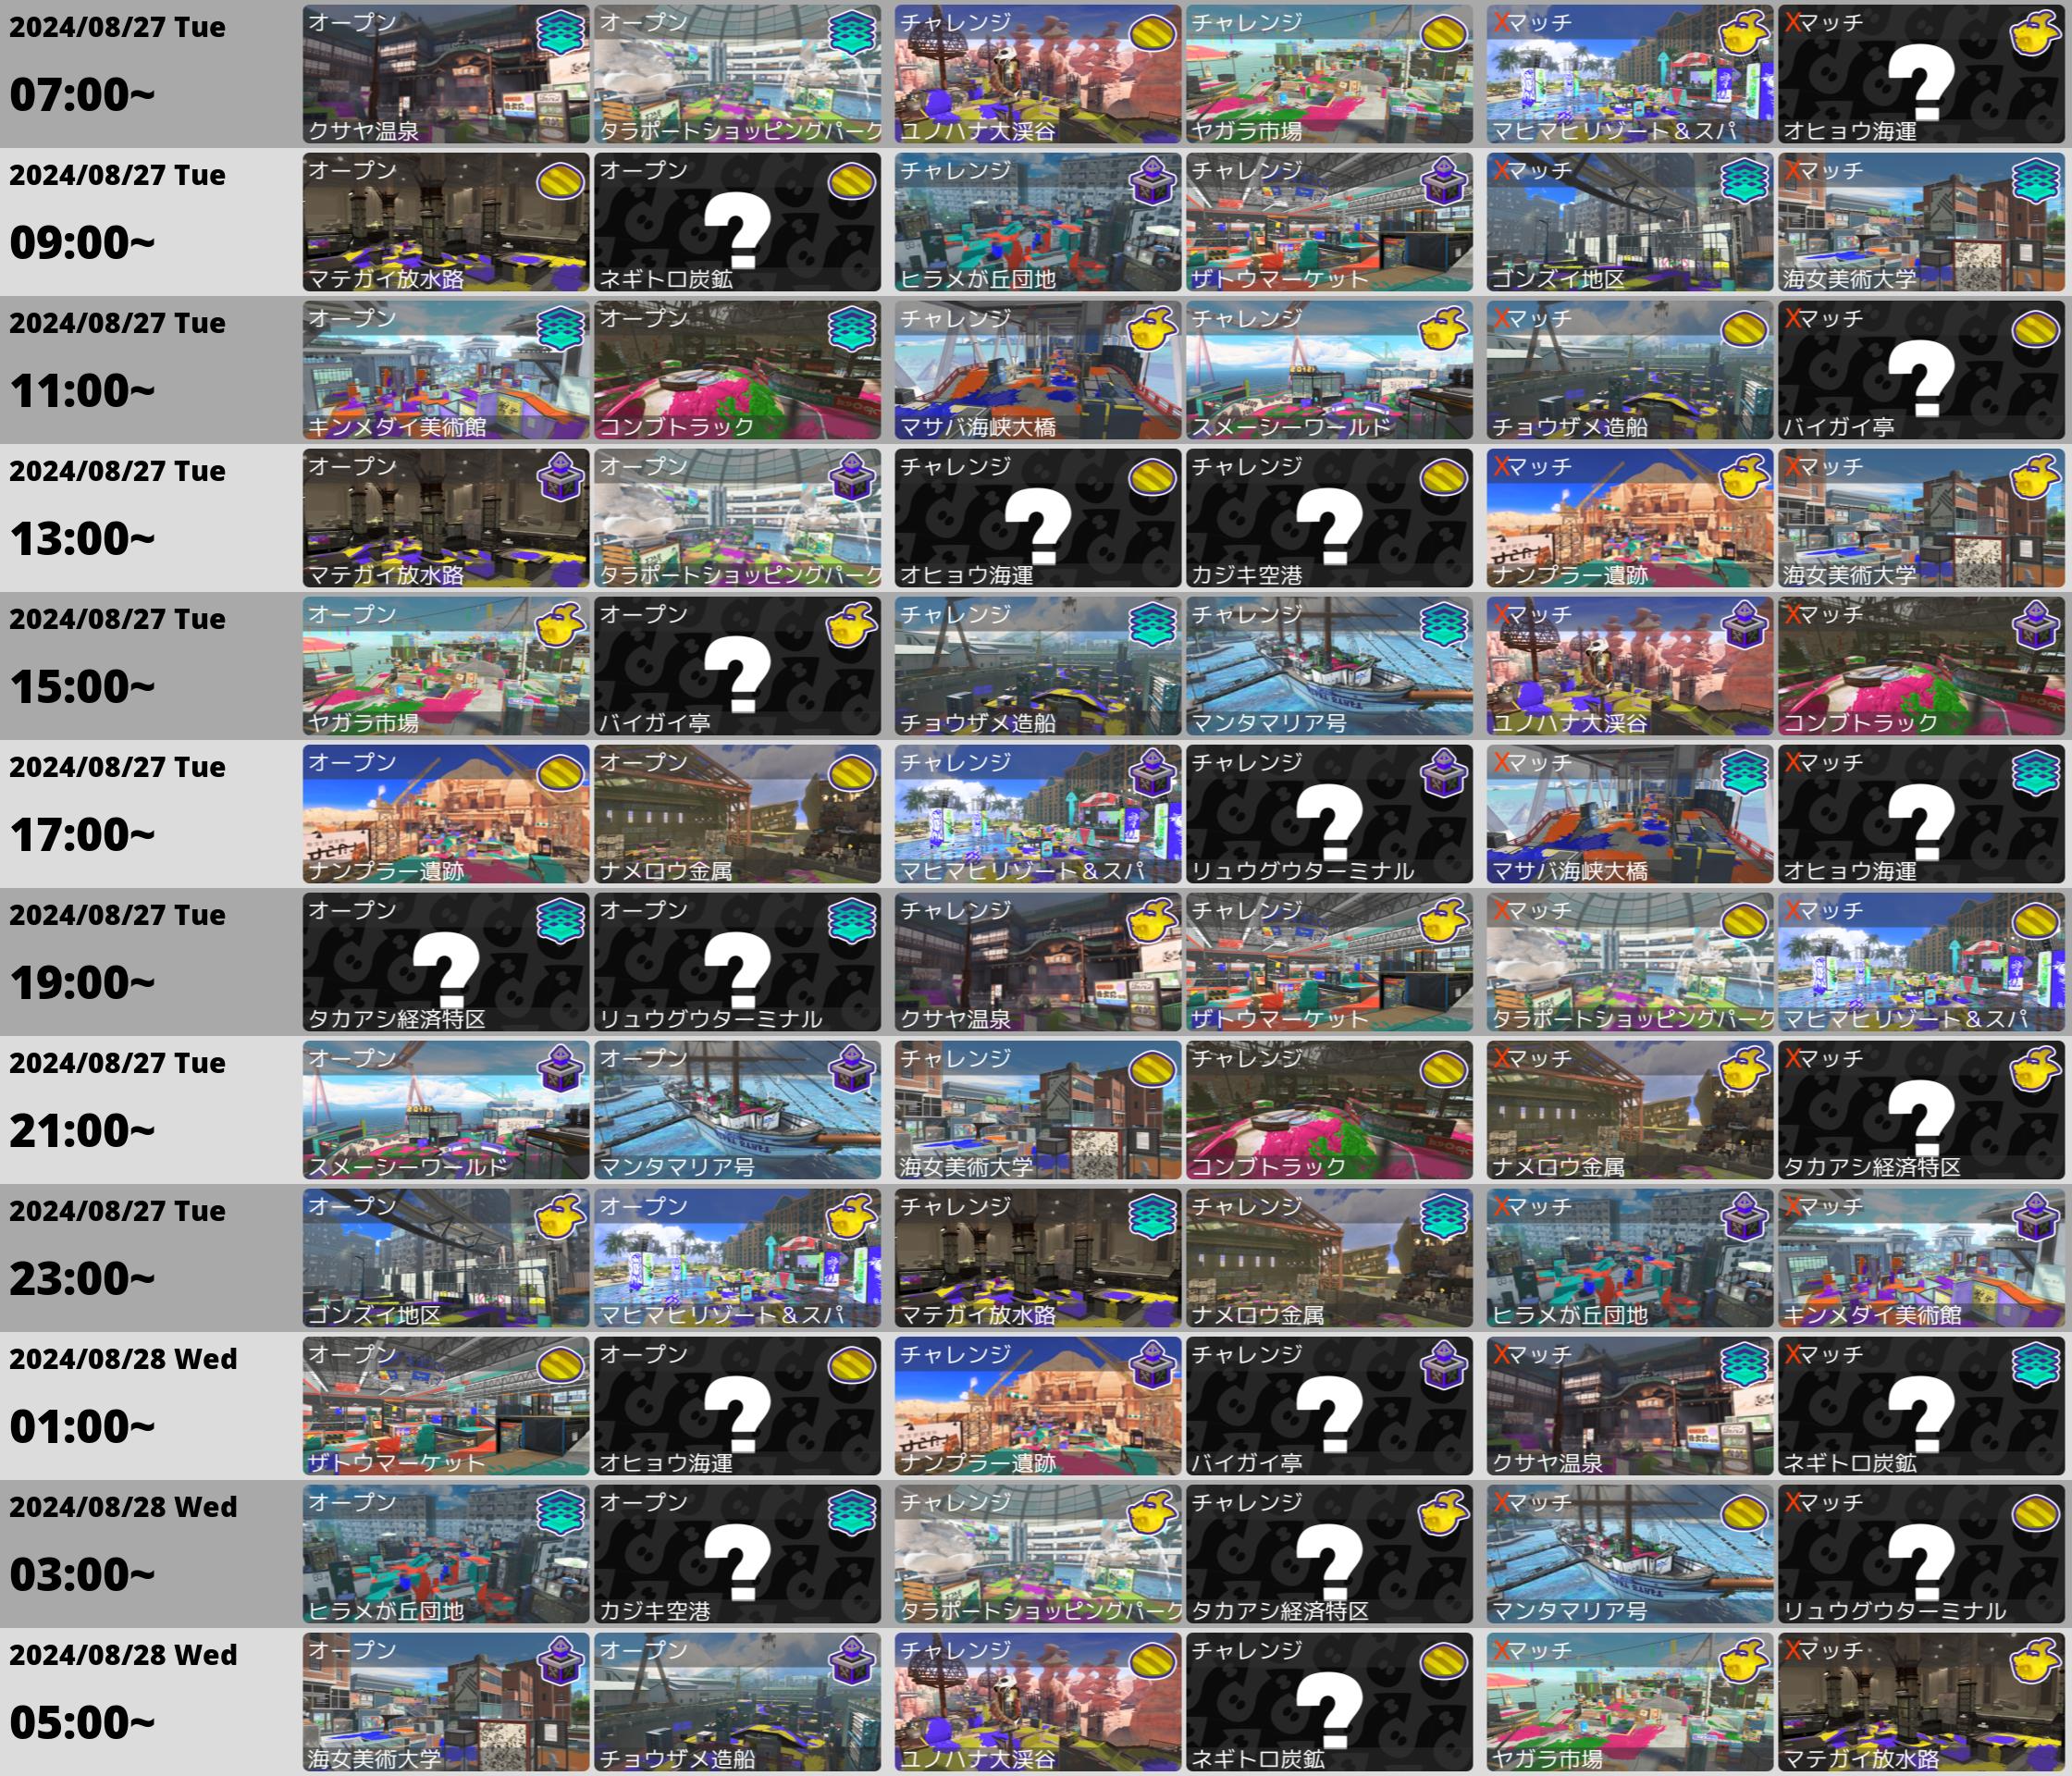 2024/08/27 Tue
07:00~
オープン
クサヤ温泉
オープン
タラポートショッピングパーク
チャレンジ
ユノハナ大渓谷
チャレンジ
ヤガラ市場
Xマッチ
マヒマヒリゾート＆スパ
Xマッチ
?
オヒョウ海運
2024/08/27 Tue
09:00~
オープン
マテガイ放水路
オープン
?
ネギトロ炭鉱
チャレンジ
ヒラメが丘団地
チャレンジ
ザトウマーケット
Xマッチ
ゴンズイ地区
Xマッチ
海女美術大学
2024/08/27 Tue
11:00~
オープン
キンメダイ美術館
オープン
コンブトラック
チャレンジ
マサバ海峡大橋
チャレンジ
スメーシーワールド
Xマッチ
チョウザメ造船
Xマッチ
?
バイガイ亭
2024/08/27 Tue
13:00~
オープン
マテガイ放水路
オープン
タラポートショッピングパーク
チャレンジ
?
オヒョウ海運
チャレンジ
?
カジキ空港
Xマッチ
ナンプラー遺跡
Xマッチ
海女美術大学
2024/08/27 Tue
15:00~
オープン
ヤガラ市場
オープン
?
バイガイ亭
チャレンジ
チョウザメ造船
チャレンジ
マンタマリア号
Xマッチ
ユノハナ大渓谷
Xマッチ
コンブトラック
2024/08/27 Tue
17:00~
オープン
ナンプラー遺跡
オープン
ナメロウ金属
チャレンジ
マヒマヒリゾート＆スパ
チャレンジ
?
リュウグウターミナル
Xマッチ
マサバ海峡大橋
Xマッチ
?
オヒョウ海運
2024/08/27 Tue
19:00~
オープン
?
タカアシ経済特区
オープン
?
リュウグウターミナル
チャレンジ
クサヤ温泉
チャレンジ
ザトウマーケット
Xマッチ
タラポートショッピングパーク
Xマッチ
マヒマヒリゾート＆スパ
2024/08/27 Tue
21:00~
オープン
スメーシーワールド
オープン
マンタマリア号
チャレンジ
海女美術大学
チャレンジ
コンブトラック
Xマッチ
ナメロウ金属
Xマッチ
?
タカアシ経済特区
2024/08/27 Tue
23:00~
オープン
ゴンズイ地区
オープン
マヒマヒリゾート＆スパ
チャレンジ
マテガイ放水路
チャレンジ
ナメロウ金属
Xマッチ
ヒラメが丘団地
Xマッチ
キンメダイ美術館
2024/08/28 Wed
01:00~
オープン
ザトウマーケット
オープン
?
オヒョウ海運
チャレンジ
ナンプラー遺跡
チャレンジ
?
バイガイ亭
Xマッチ
クサヤ温泉
Xマッチ
?
ネギトロ炭鉱
2024/08/28 Wed
03:00~
オープン
ヒラメが丘団地
オープン
?
カジキ空港
チャレンジ
タラポートショッピングパーク
チャレンジ
?
タカアシ経済特区
Xマッチ
マンタマリア号
Xマッチ
?
リュウグウターミナル
2024/08/28 Wed
05:00~
オープン
海女美術大学
オープン
チョウザメ造船
チャレンジ
ユノハナ大渓谷
チャレンジ
?
ネギトロ炭鉱
Xマッチ
ヤガラ市場
Xマッチ
マテガイ放水路